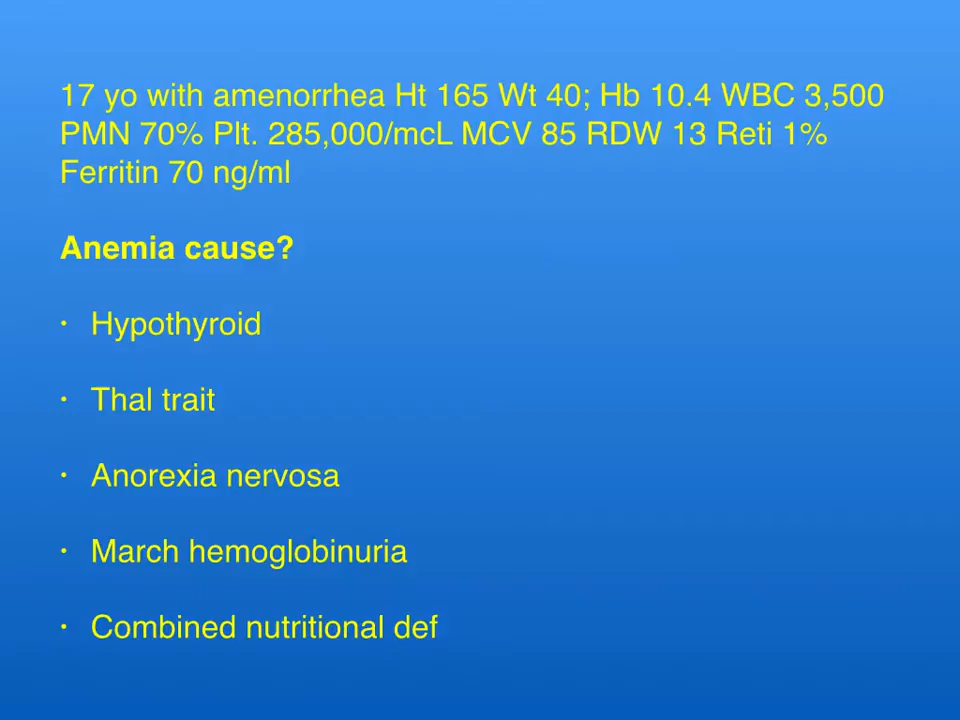 17 yo with amenorrhea Ht 165 Wt 40; Hb 10.4 WBC 3,500
PMN 70% Plt. 285,000/mcL MCV 85 RDW 13 Reti 1%
Ferritin 70 ng/ml
Anemia cause?
• Hypothyroid
• Thal trait
• Anorexia nervosa
• March hemoglobinuria
• Combined nutritional def